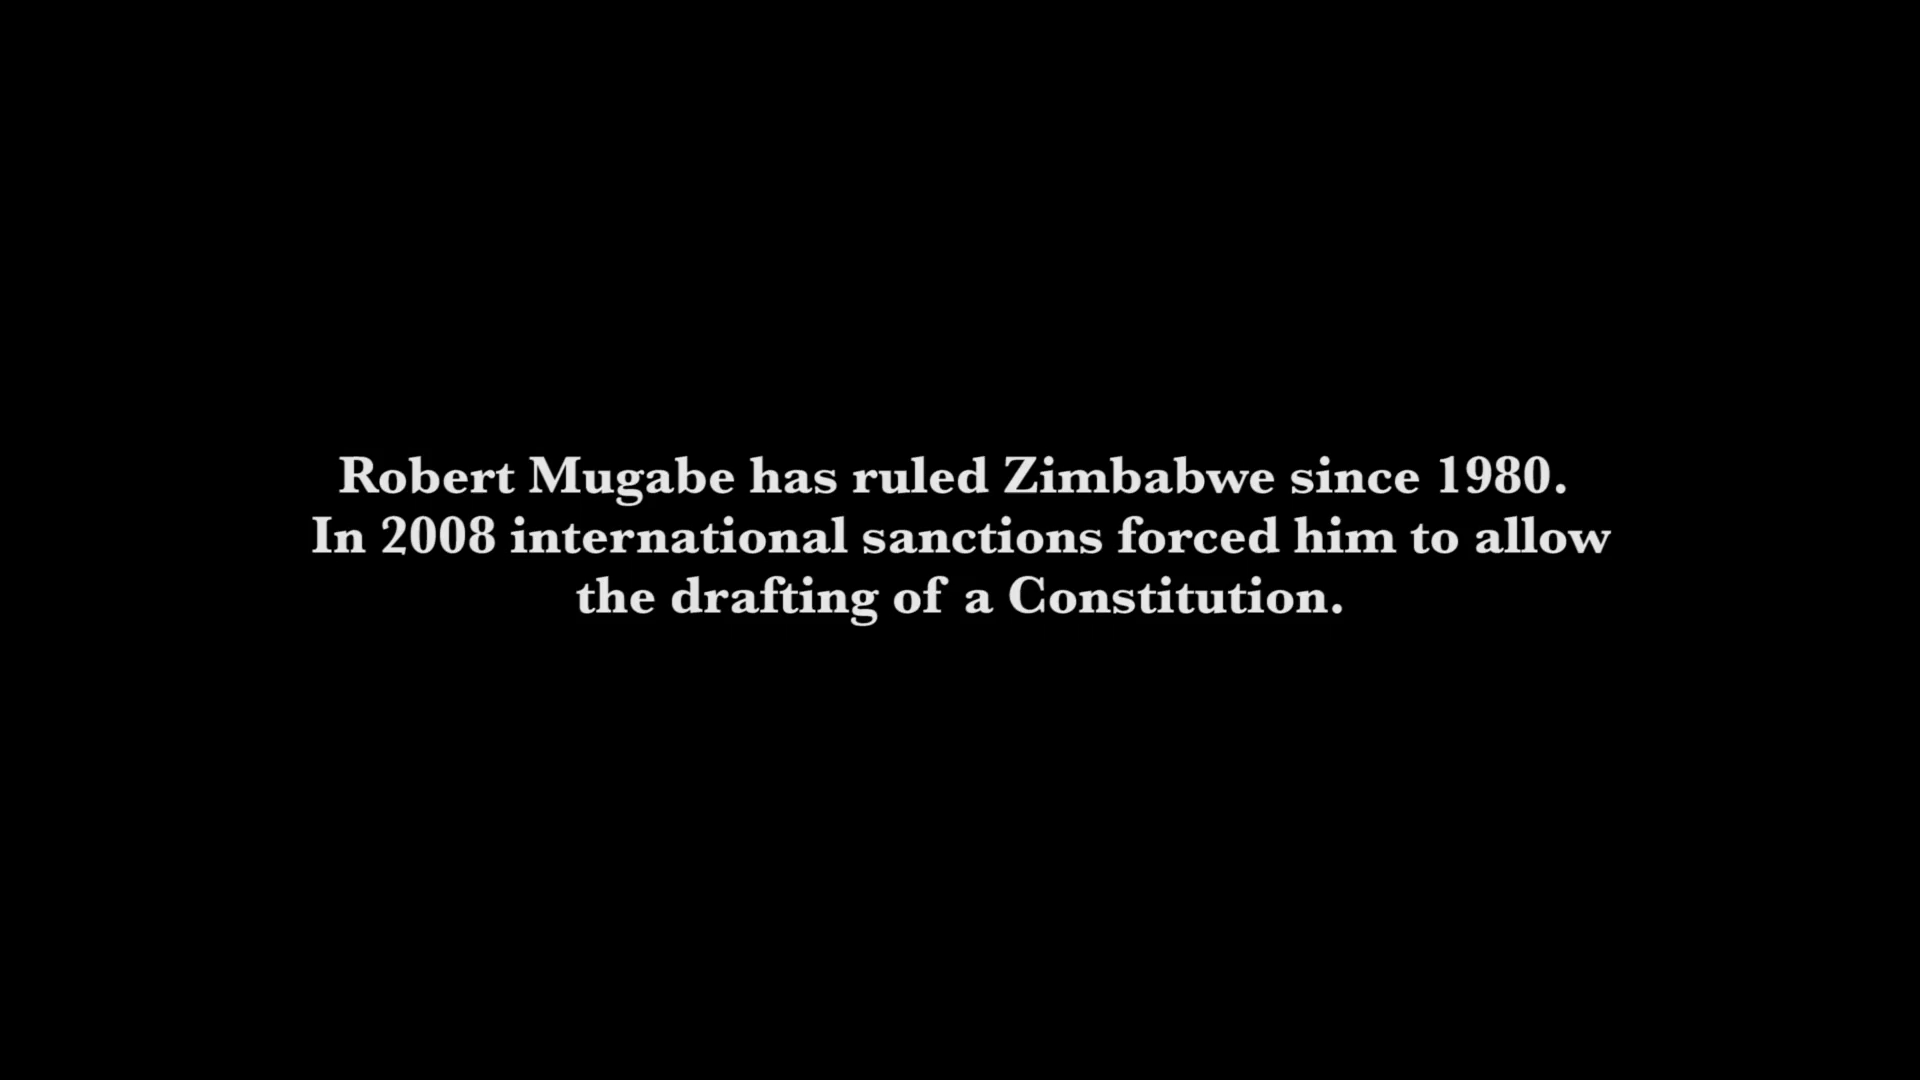 Robert Mugabe has ruled Zimbabwe since 1980.
In 2008 international sanctions forced him to allow
the drafting of a Constitution.